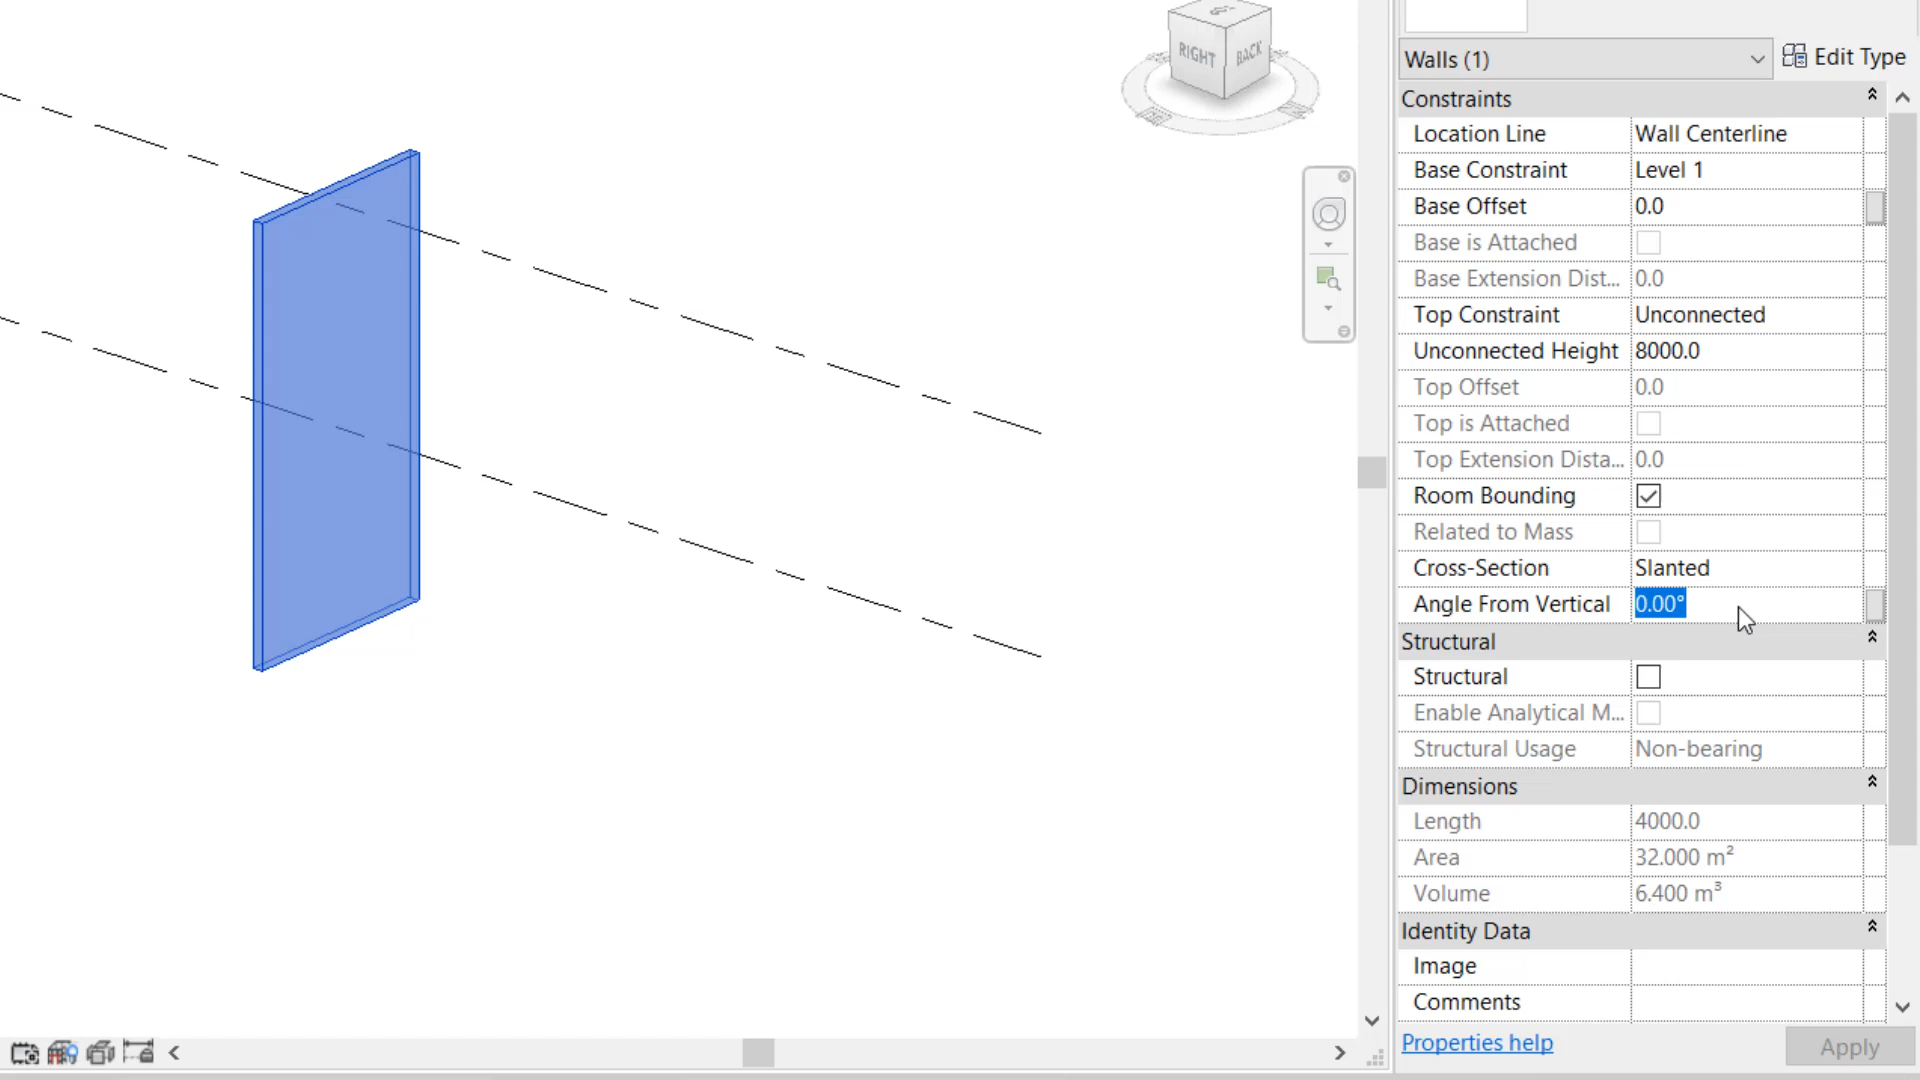 RIGHT
BACK
Walls (1)
Edit Type
Constraints
Location Line Wall Centerline
Base Constraint Level 1
Base Offset 0.0
Base is Attached
Base Extension Dist... 0.0
Top Constraint Unconnected
Unconnected Height 8000.0
Top Offset 0.0
Top is Attached
Top Extension Dista... 0.0
Room Bounding
Related to Mass
Cross-Section Slanted
Angle From Vertical 0.00°
Structural
Structural
Enable Analytical M...
Structural Usage Non-bearing
Dimensions
Length 4000.0
Area 32.000 m²
Volume 6.400 m³
Identity Data
Image
Comments
Properties help
Apply